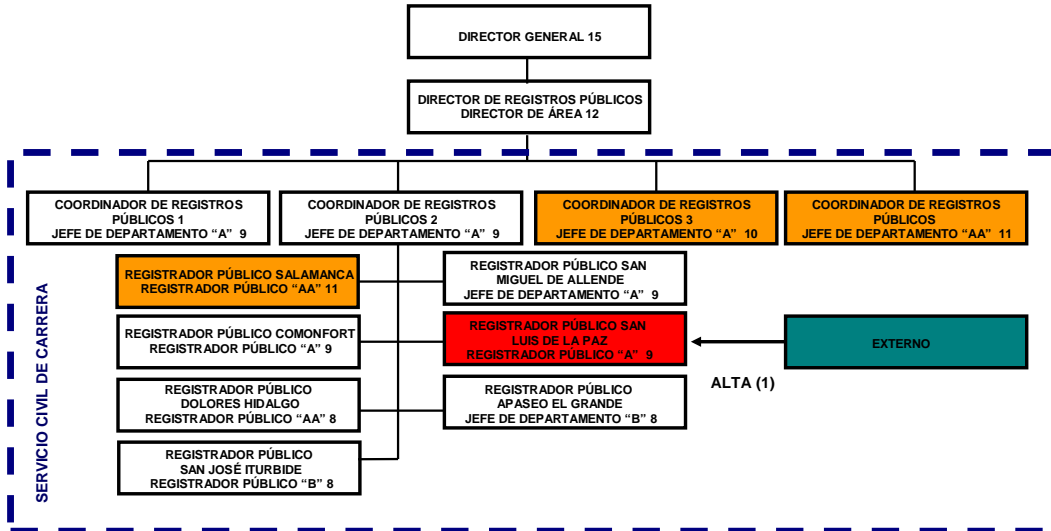 DIRECTOR GENERAL 15
DIRECTOR DE REGISTROS PÚBLICOS
DIRECTOR DE ÁREA 12
COORDINADOR DE REGISTROS
PÚBLICOS 1
JEFE DE DEPARTAMENTO “A” 9
COORDINADOR DE REGISTROS
PÚBLICOS 2
JEFE DE DEPARTAMENTO “A” 9
COORDINADOR DE REGISTROS
PÚBLICOS 3
JEFE DE DEPARTAMENTO “A” 10
COORDINADOR DE REGISTROS
PÚBLICOS
JEFE DE DEPARTAMENTO “AA” 11
REGISTRADOR PÚBLICO SALAMANCA
REGISTRADOR PÚBLICO “AA” 11
REGISTRADOR PÚBLICO SAN
MIGUEL DE ALLENDE
JEFE DE DEPARTAMENTO “A” 9
REGISTRADOR PÚBLICO COMONFORT
REGISTRADOR PÚBLICO “A” 9
REGISTRADOR PÚBLICO SAN
LUIS DE LA PAZ
REGISTRADOR PÚBLICO “A” 9
EXTERNO
ALTA (1)
REGISTRADOR PÚBLICO
DOLORES HIDALGO
REGISTRADOR PÚBLICO “AA” 8
REGISTRADOR PÚBLICO
APASEO EL GRANDE
JEFE DE DEPARTAMENTO “B” 8
REGISTRADOR PÚBLICO
SAN JOSÉ ITURBIDE
REGISTRADOR PÚBLICO “B” 8
SERVICIO CIVIL DE CARRERA